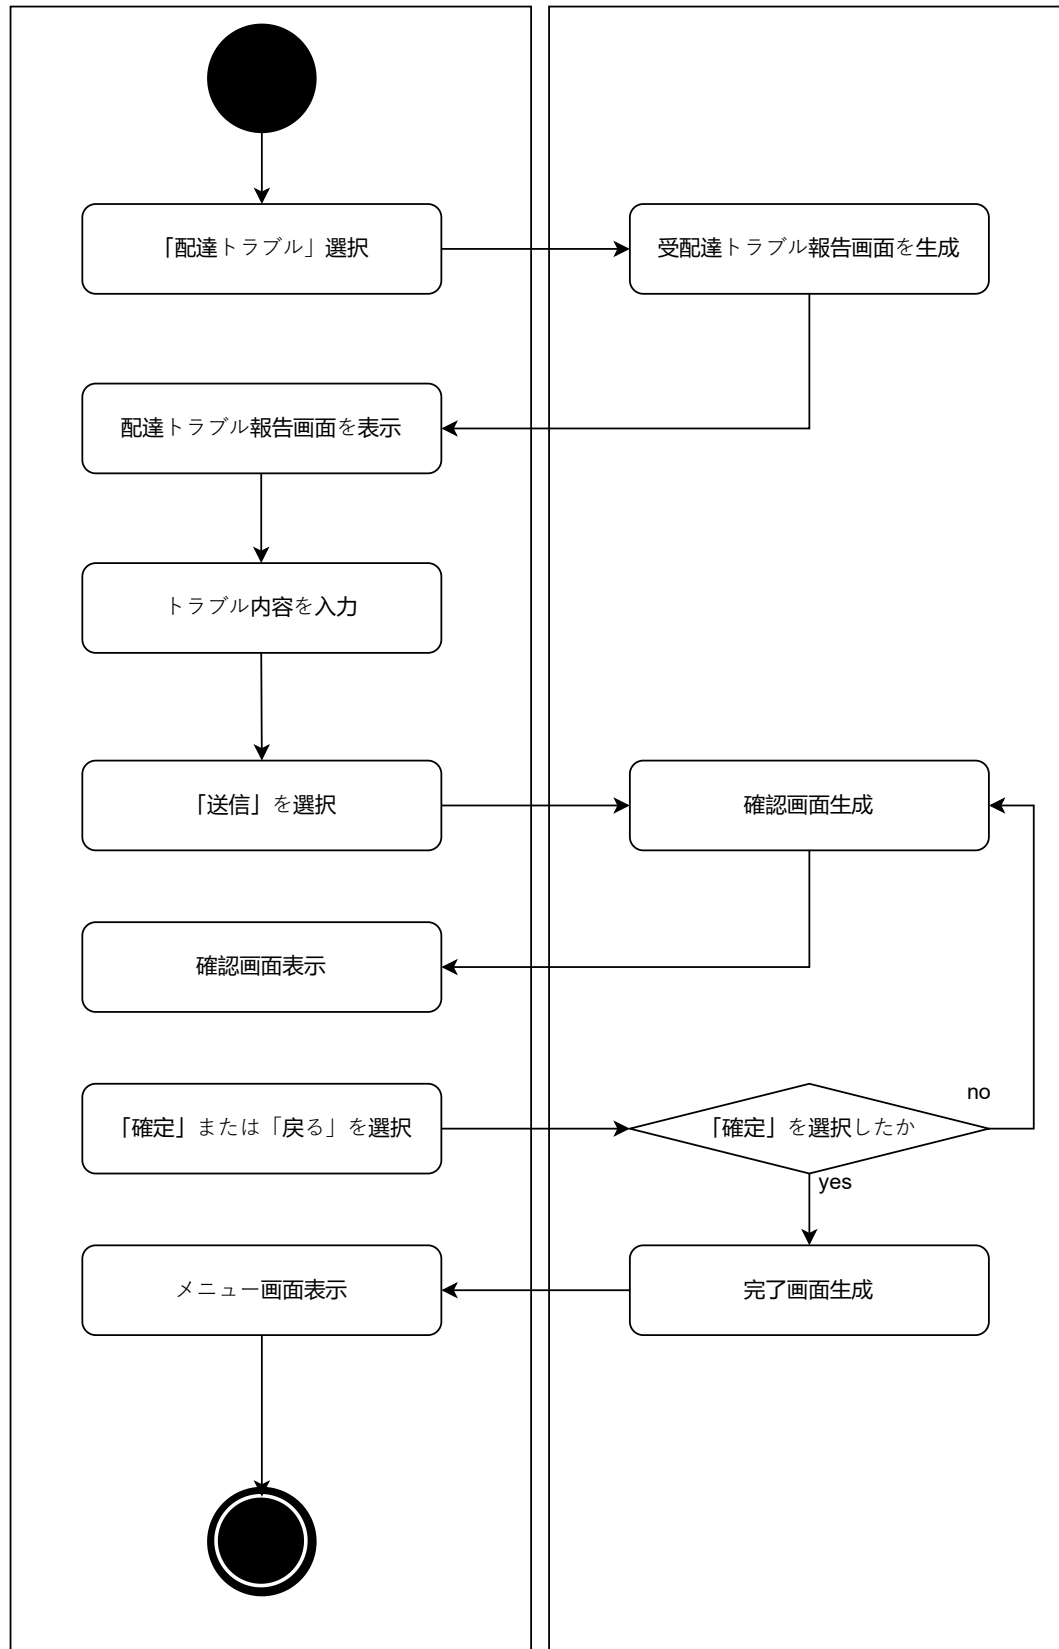 「配達トラブル」選択
受配達トラブル報告画面を生成
配達トラブル報告画面を表示
トラブル内容を入力
「送信」を選択
確認画面生成
確認画面表示
「確定」または「戻る」を選択
「確定」を選択したか
no
yes
メニュー画面表示
完了画面生成